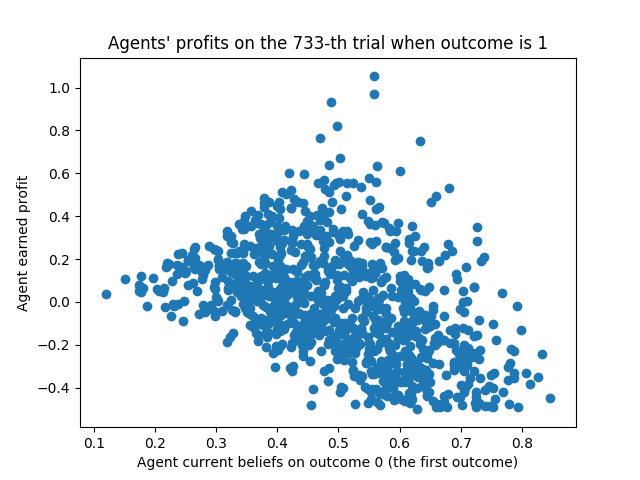 Agents' profits on the 733-th trial when outcome is 1
1.0
0.8
0.6
0.4
0.2
0.0
−0.2
−0.4
Agent earned profit
0.1 0.2 0.3 0.4 0.5 0.6 0.7 0.8
Agent current beliefs on outcome 0 (the first outcome)